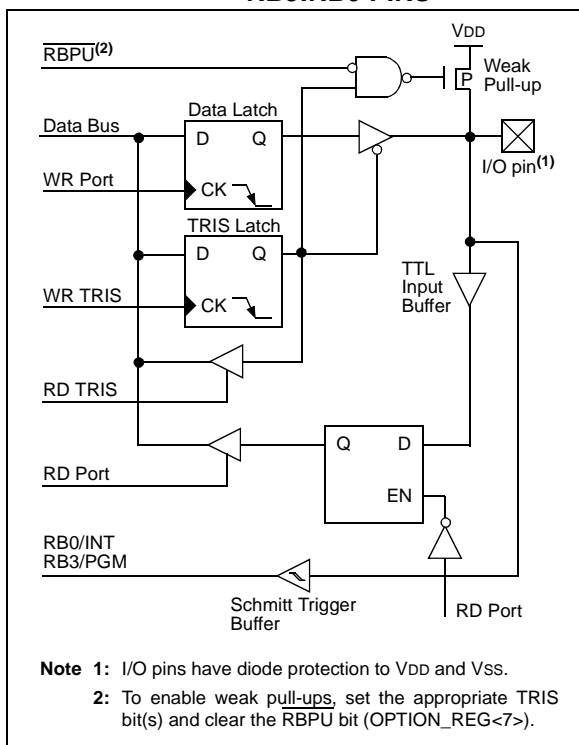 VDD
RBPU(2)
Weak
P
Pull-up
Data Latch
Data Bus
D Q
I/O pin(1)
WR Port
CK
TRIS Latch
D Q
TTL
Input
Buffer
WR TRIS
CK
RD TRIS
Q D
RD Port
EN
RB0/INT
RB3/PGM
Schmitt Trigger
Buffer
RD Port
Note 1: I/O pins have diode protection to VDD and VSS.
2: To enable weak pull-ups, set the appropriate TRIS
bit(s) and clear the RBPU bit (OPTION_REG<7>).